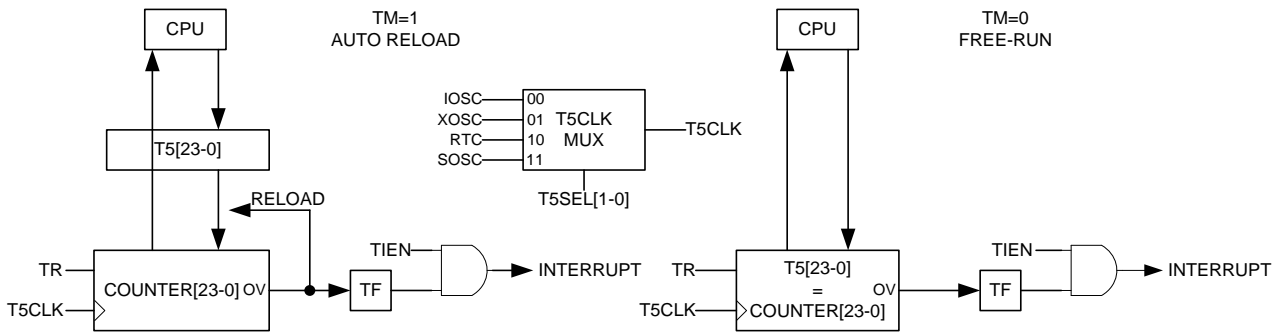 CPU
TM=1
AUTO RELOAD
TM=0
FREE-RUN
CPU
IOSC
00
XOSC
01
RTC
10
SOSC
11
T5CLK
MUX
T5CLK
T5SEL[1-0]
T5[23-0]
RELOAD
TR
T5CLK
COUNTER[23-0]
OV
TF
TIEN
INTERRUPT
TR
T5CLK
T5[23-0]
=
COUNTER[23-0]
OV
TF
TIEN
INTERRUPT